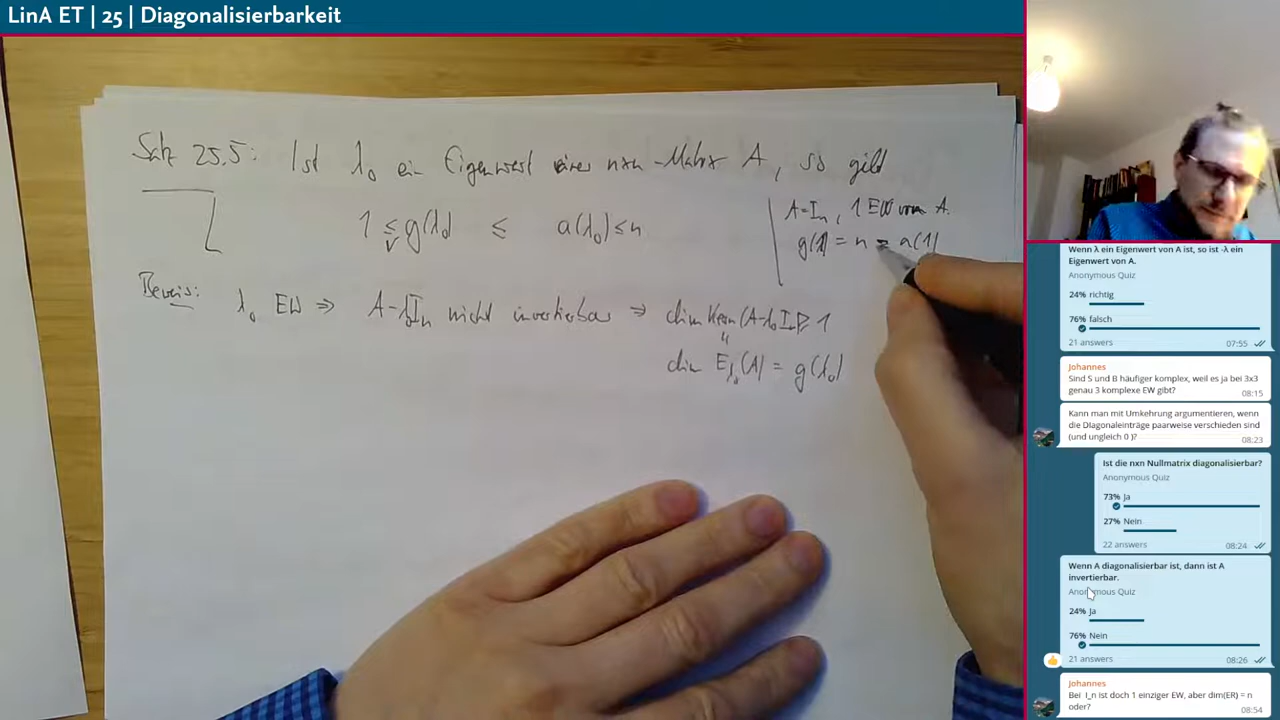 LinA ET | 25 | Diagonalisierbarkeit
Satz 25.5: Ist λ₀ ein Eigenwert einer nxn-Matrix A, so gilt
1 ≤ g(λ₀) ≤ a(λ₀) ≤ n
A=Iₙ, 1 EW von A.
g(1) = n = a(1)
Beweis: λ₀ EW ⇒ A-λ₀Iₙ nicht invertierbar ⇒ dim Kern(A-λ₀Iₙ) ≥ 1
dim E_λ₀(A) = g(λ₀)
Wenn λ ein Eigenwert von A ist, so ist -λ ein
Eigenwert von A.
Anonymous Quiz
24% richtig
76% falsch
21 answers
07:55
Johannes
Sind S und B häufiger komplex, weil es ja bei 3x3
genau 3 komplexe EW gibt?
08:15
Kann man mit Umkehrung argumentieren, wenn
die DIagonaleinträge paarweise verschieden sind
(und ungleich 0 )?
08:23
Ist die nxn Nullmatrix diagonalisierbar?
Anonymous Quiz
73% Ja
27% Nein
22 answers
08:24
Wenn A diagonalisierbar ist, dann ist A
invertierbar.
Anonymous Quiz
24% Ja
76% Nein
21 answers
08:26
Johannes
Bei I_n ist doch 1 einziger EW, aber dim(ER) = n
oder?
08:54